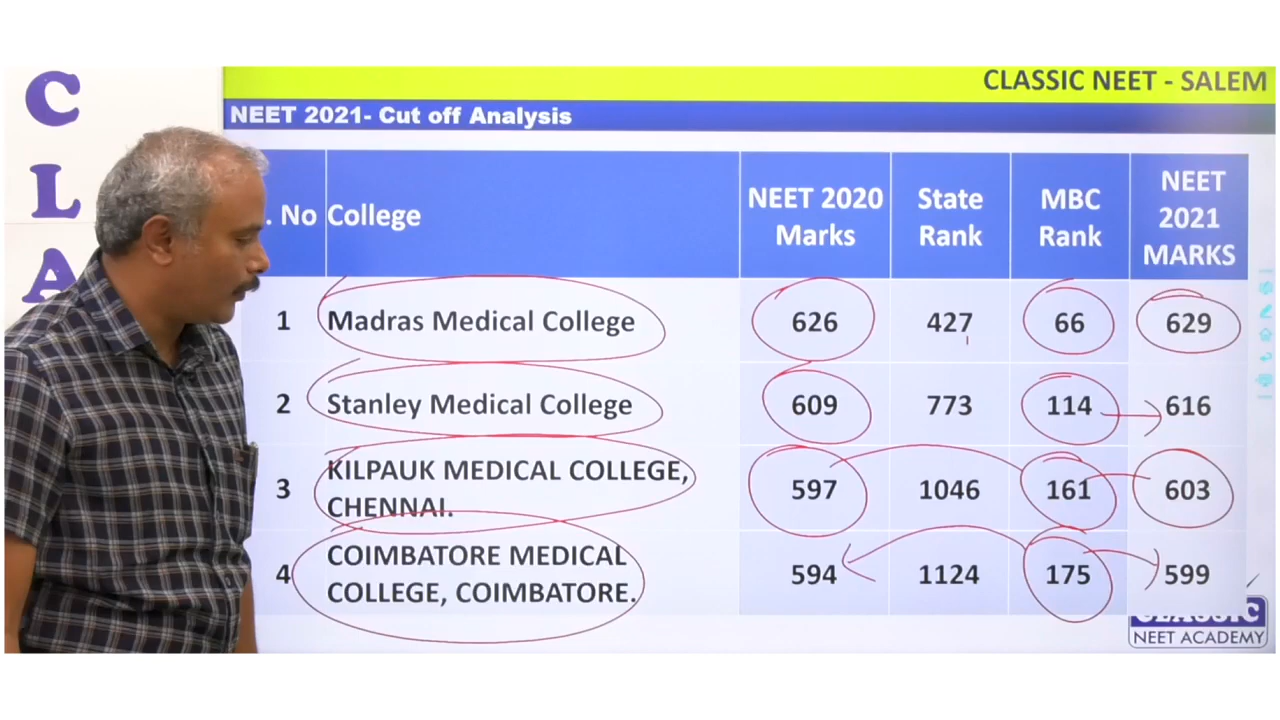 C
L
A
CLASSIC NEET - SALEM
NEET 2021- Cut off Analysis
. No College NEET 2020 Marks State Rank MBC Rank NEET 2021 MARKS
1 Madras Medical College 626 427 66 629
2 Stanley Medical College 609 773 114 616
3 KILPAUK MEDICAL COLLEGE, CHENNAI. 597 1046 161 603
4 COIMBATORE MEDICAL COLLEGE, COIMBATORE. 594 1124 175 599
CLASSIC
NEET ACADEMY